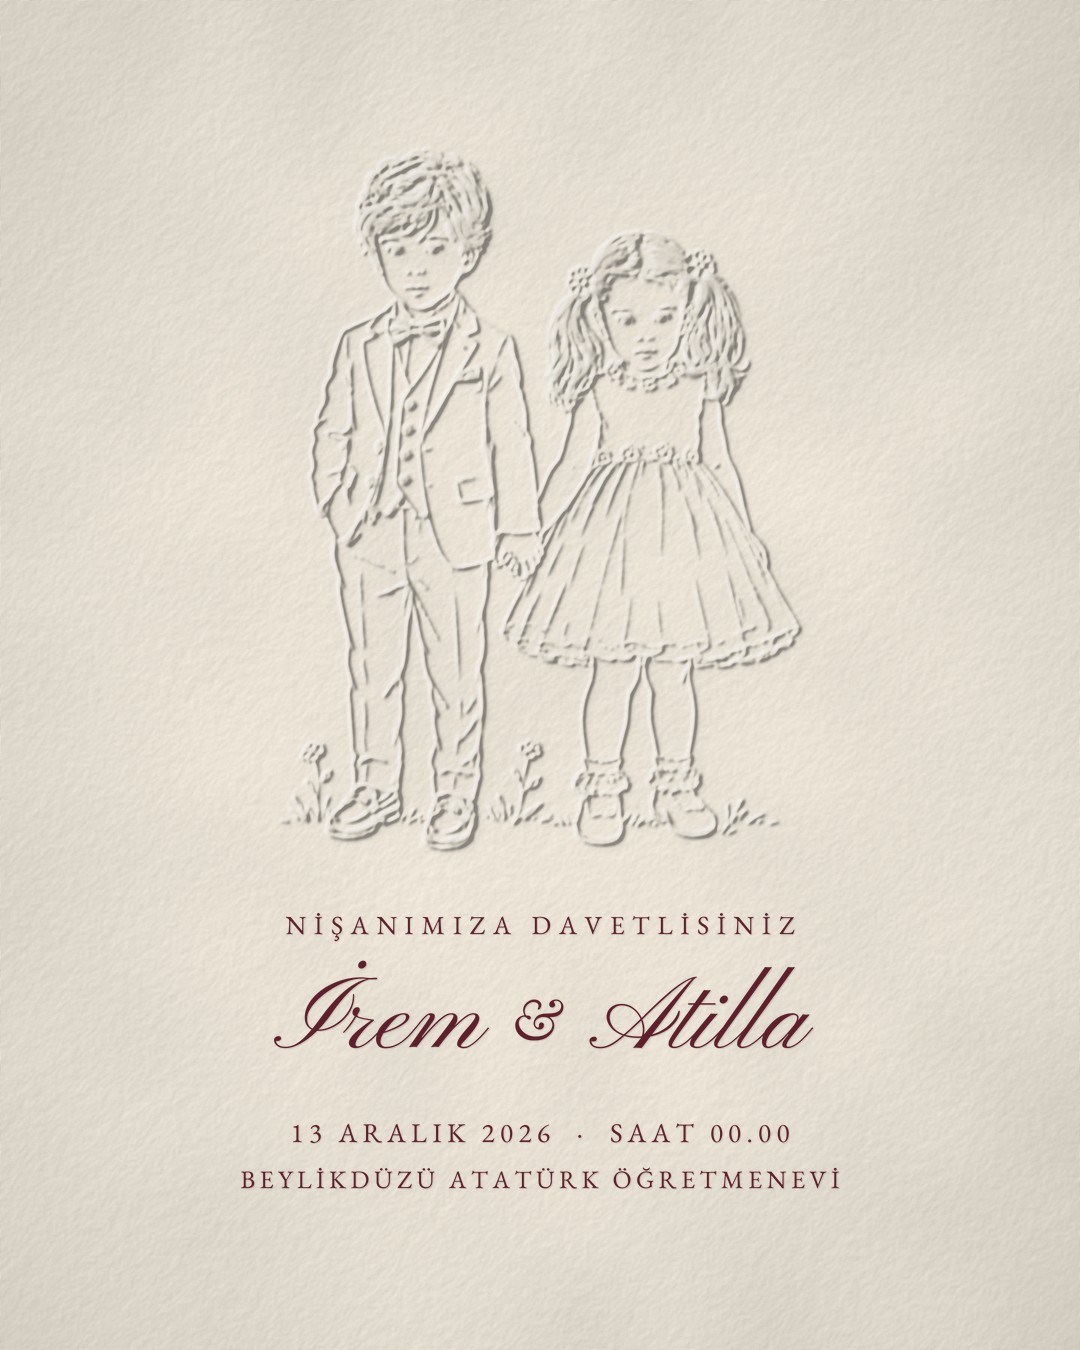 NİŞANIMIZA DAVETLİSİNİZ
İrem & Atilla
13 ARALIK 2026 · SAAT 00.00
BEYLİKDÜZÜ ATATÜRK ÖĞRETMENEVİ